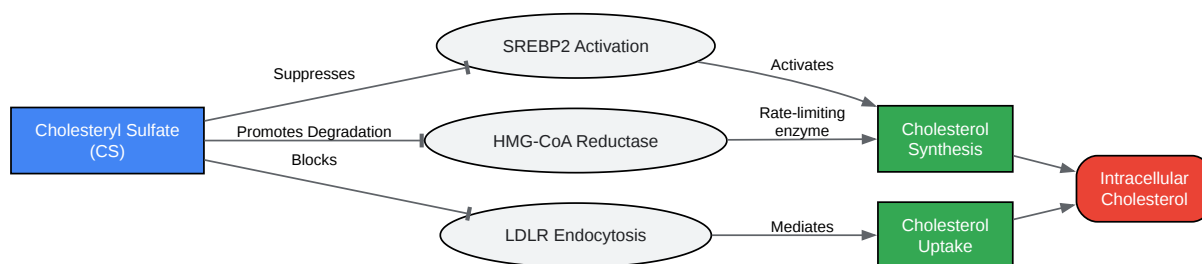 SREBP2 Activation
Suppresses
Activates
Cholesteryl Sulfate
(CS)
Promotes Degradation
HMG-CoA Reductase
Rate-limiting
enzyme
Cholesterol
Synthesis
Blocks
LDLR Endocytosis
Mediates
Cholesterol
Uptake
Intracellular
Cholesterol